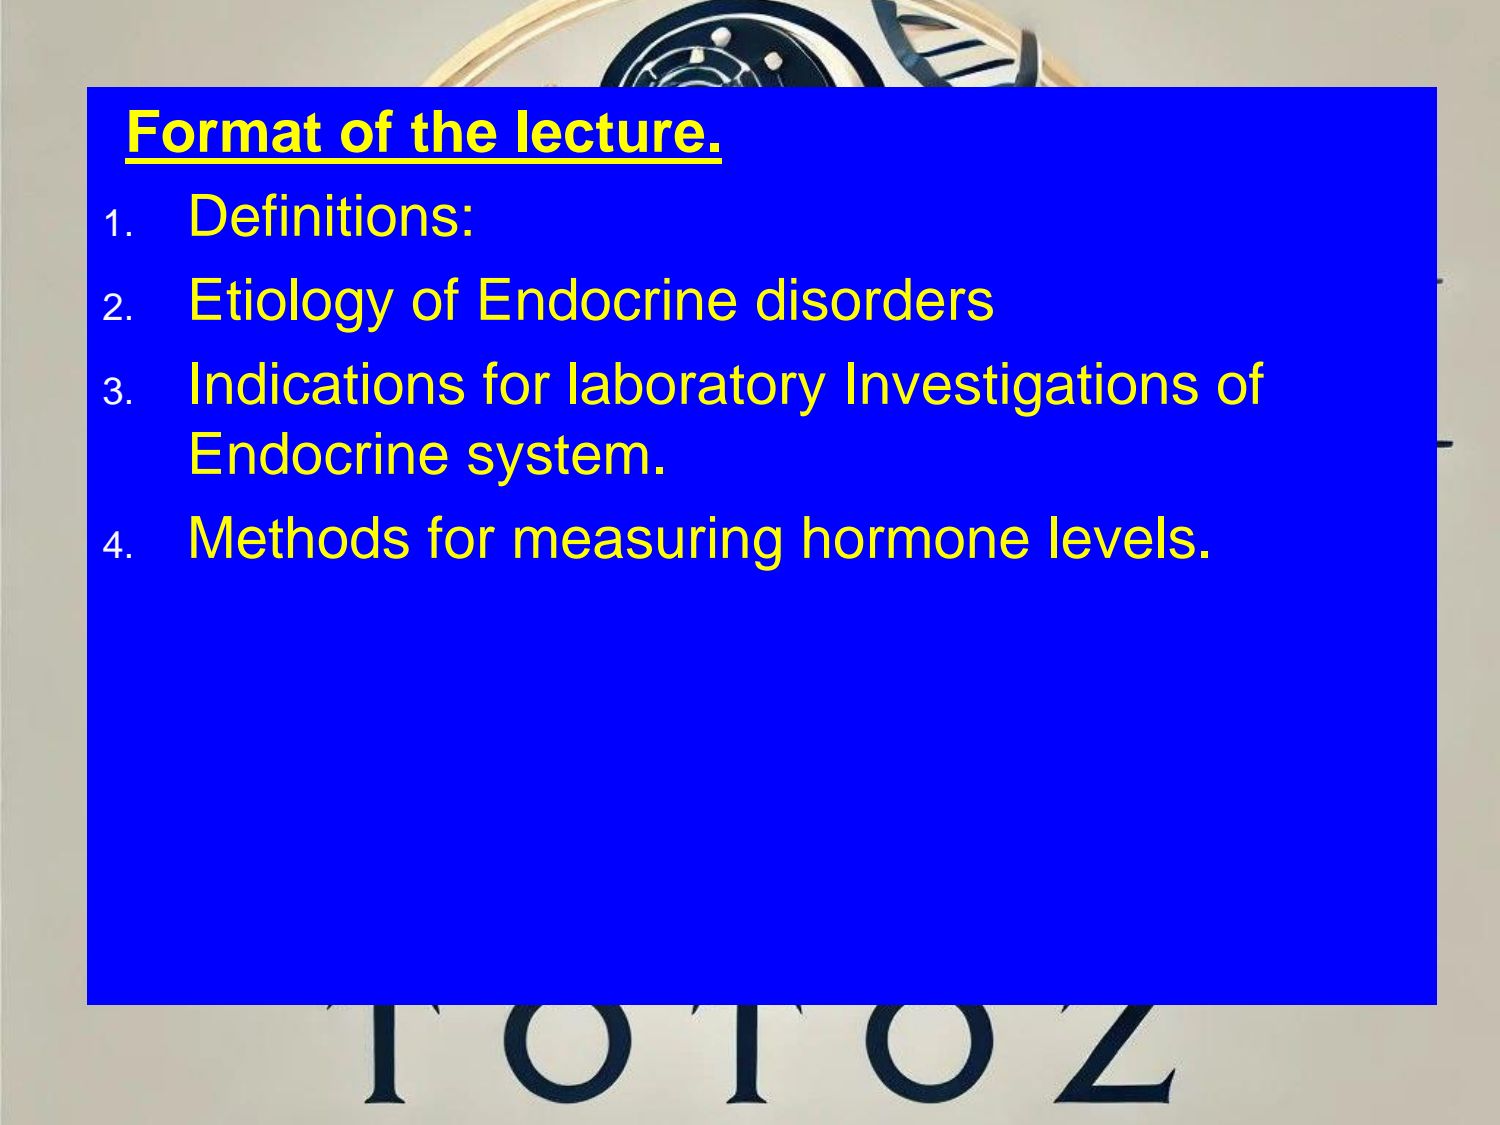 Format of the lecture.
1. Definitions:
2. Etiology of Endocrine disorders
3. Indications for laboratory Investigations of
Endocrine system.
4. Methods for measuring hormone levels.
TOTOZ